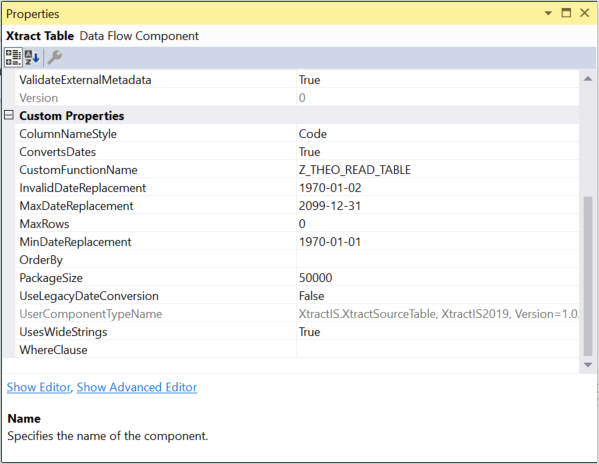 Properties
Xtract Table Data Flow Component
ValidateExternalMetadata True
Version 0
Custom Properties
ColumnNameStyle Code
ConvertsDates True
CustomFunctionName Z_THEO_READ_TABLE
InvalidDateReplacement 1970-01-02
MaxDateReplacement 2099-12-31
MaxRows 0
MinDateReplacement 1970-01-01
OrderBy
PackageSize 50000
UseLegacyDateConversion False
UserComponentTypeName XtractIS.XtractSourceTable, XtractIS2019, Version=1.0.
UsesWideStrings True
WhereClause
Show Editor, Show Advanced Editor
Name
Specifies the name of the component.